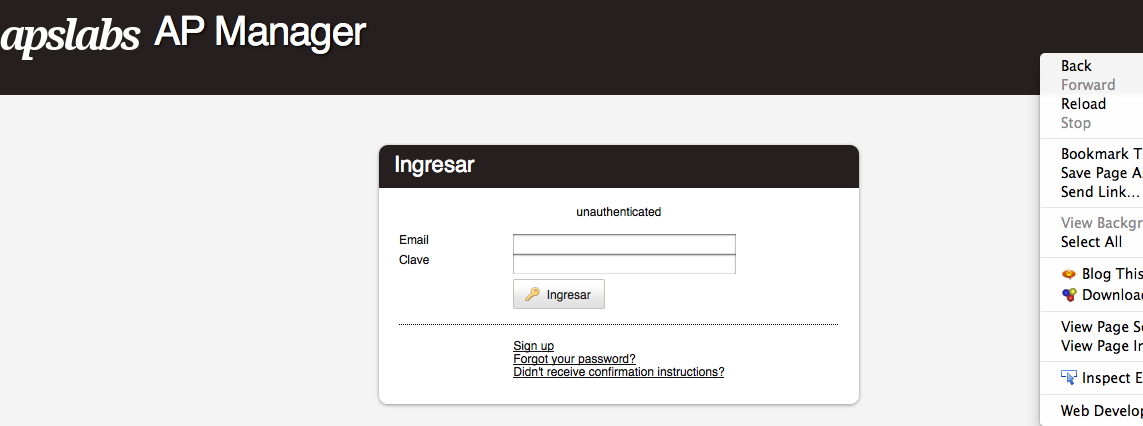 apslabs AP Manager
Ingresar
unauthenticated
Email
Clave
Ingresar
Sign up
Forgot your password?
Didn't receive confirmation instructions?
Back
Forward
Reload
Stop
Bookmark T
Save Page A
Send Link...
View Backgr
Select All
Blog This
Download
View Page S
View Page In
Inspect E
Web Develop